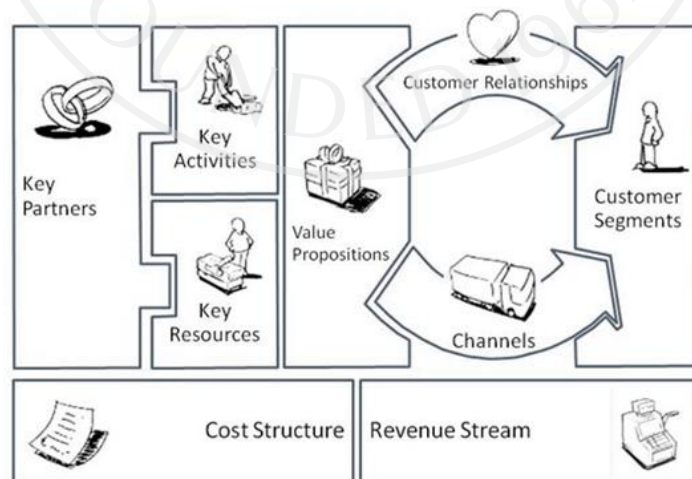 Customer Relationships
Key
Activities
Key
Partners
Value
Propositions
Customer
Segments
Key
Resources
Channels
Cost Structure
Revenue Stream